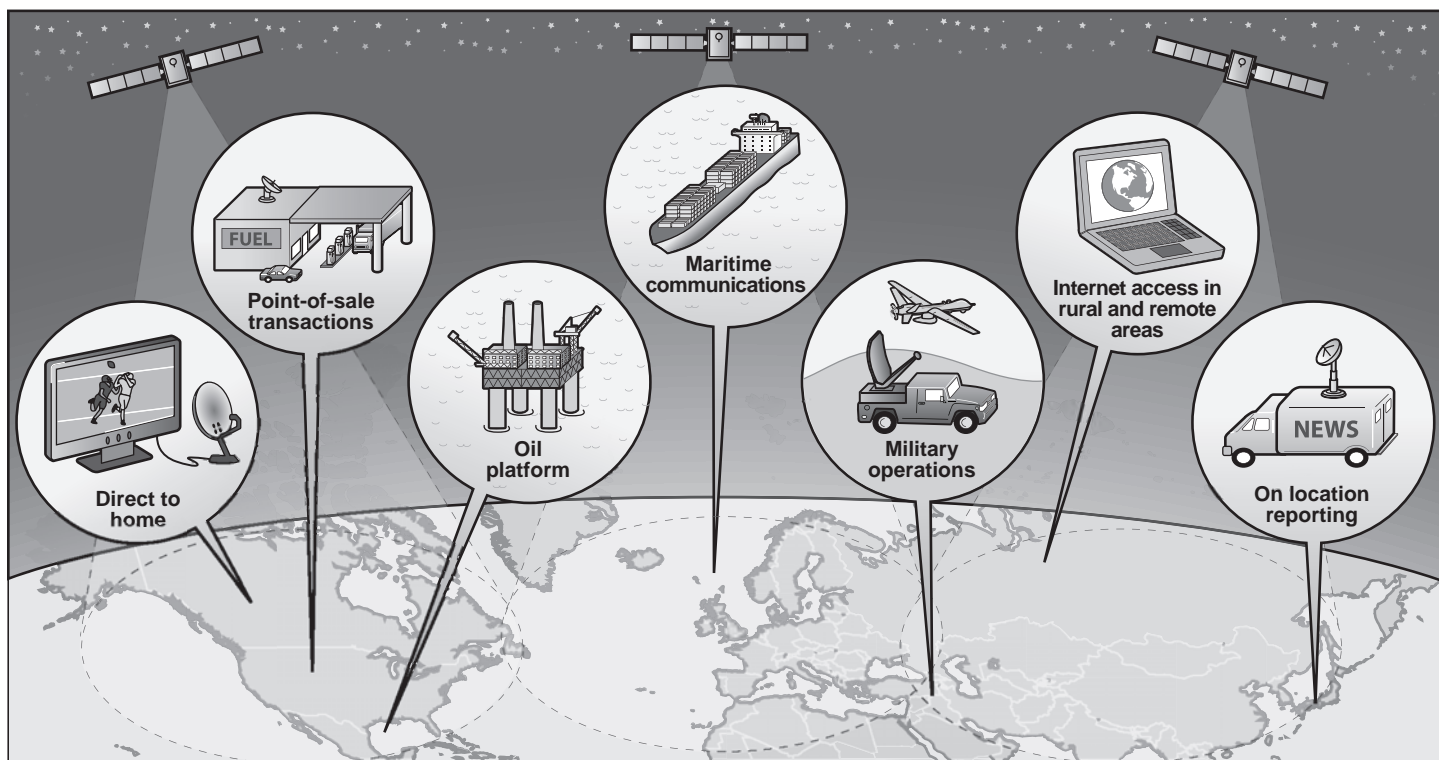 FUEL
Point-of-sale
transactions
Maritime
communications
Internet access in
rural and remote
areas
Direct to
home
Oil
platform
Military
operations
NEWS
On location
reporting